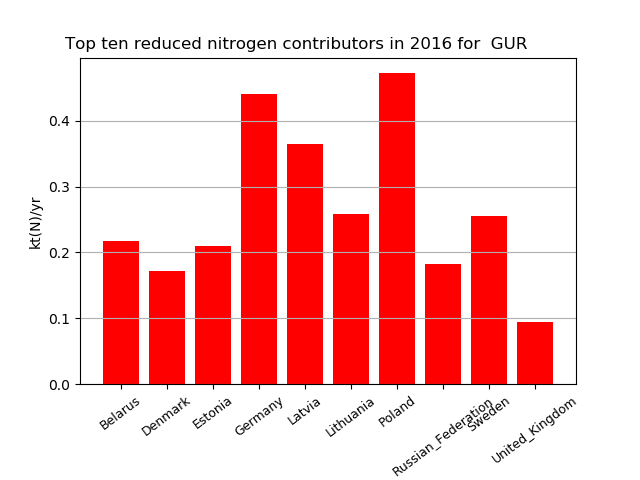 Top ten reduced nitrogen contributors in 2016 for  GUR
kt(N)/yr
0.4
0.3
0.2
0.1
0.0
Belarus
Denmark
Estonia
Germany
Latvia
Lithuania
Poland
Russian_Federation
Sweden
United_Kingdom